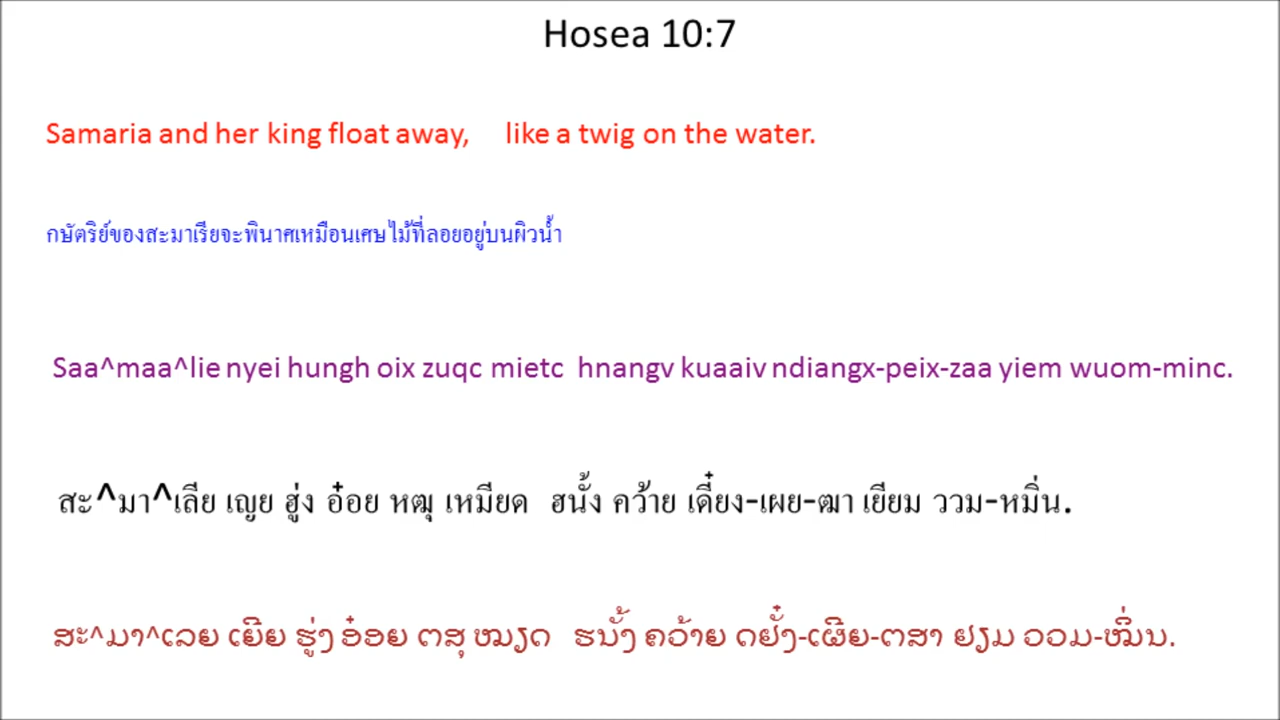 Hosea 10:7
Samaria and her king float away, like a twig on the water.
กษัตริย์ของสะมาเรียจะพินาศเหมือนเศษไม้ที่ลอยอยู่บนผิวน้ำ
Saa^maa^lie nyei hungh oix zuqc mietc hnangv kuaaiv ndiangx-peix-zaa yiem wuom-minc.
สะ^มา^เลีย เญย ฮู่ง อ๋อย หฒุ เหมียด ฮนั้ง คว้าย เดี๋ยง-เผย-ฒา เยียม ววม-หมิ่น.
ສະ^ມາ^ເລຍ ເຍີຍ ຮູ່ງ ອ໋ອຍ ຕສຸ ໝຽດ ຮນັ້ງ ຄວ້າຍ ດຢັ໋ງ-ເຜີຍ-ຕສາ ຢຽມ ວວມ-ໝິ່ນ.